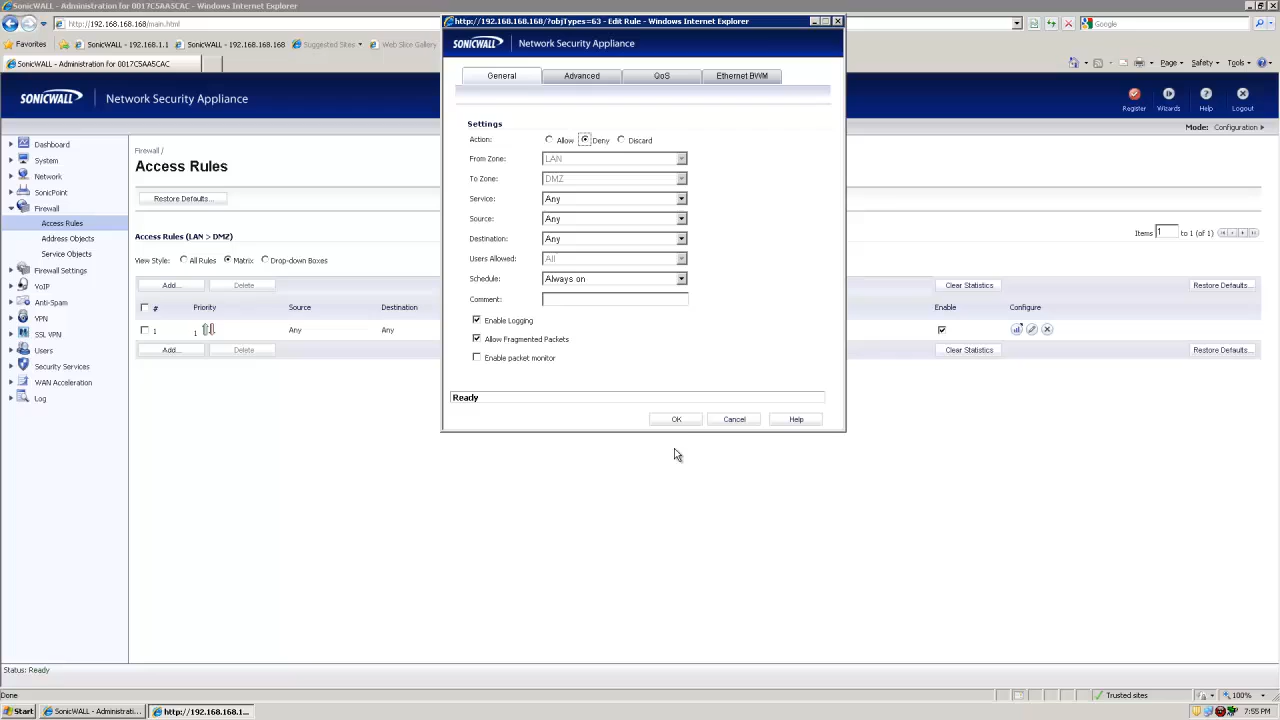 SonicWALL - Administration for 0017C5AA5CAC - Windows Internet Explorer
http://192.168.168.168/main.html
Google
Favorites SonicWALL - 192.168.1.1 SonicWALL - 192.168.168.168 Suggested Sites Web Slice Gallery
SonicWALL - Administration for 0017C5AA5CAC
Page Safety Tools
SONICWALL Network Security Appliance
Register Wizards Help Logout
Mode: Configuration
Dashboard
System
Network
SonicPoint
Firewall
Access Rules
Address Objects
Service Objects
Firewall Settings
VoIP
Anti-Spam
VPN
SSL VPN
Users
Security Services
WAN Acceleration
Log
Firewall /
Access Rules
Restore Defaults...
Access Rules (LAN > DMZ)
Items 1 to 1 (of 1)
View Style: All Rules Matrix Drop-down Boxes
Add... Delete Clear Statistics Restore Defaults...
# Priority Source Destination Enable Configure
1 1 Any Any
Add... Delete Clear Statistics Restore Defaults...
http://192.168.168.168/?objTypes=63 - Edit Rule - Windows Internet Explorer
SONICWALL Network Security Appliance
General Advanced QoS Ethernet BWM
Settings
Action: Allow Deny Discard
From Zone: LAN
To Zone: DMZ
Service: Any
Source: Any
Destination: Any
Users Allowed: All
Schedule: Always on
Comment:
Enable Logging
Allow Fragmented Packets
Enable packet monitor
Ready
OK Cancel Help
Status: Ready
Done Trusted sites 100%
Start SonicWALL - Administrati... http://192.168.168.1... 7:55 PM